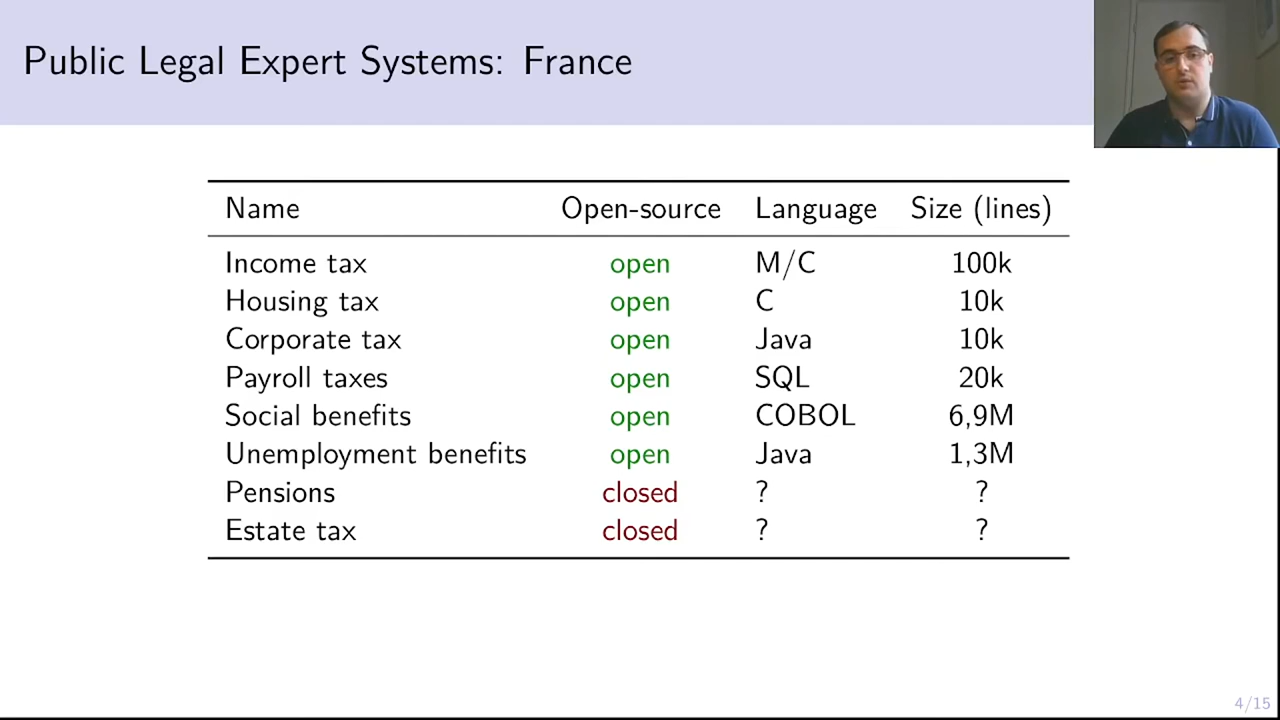 Public Legal Expert Systems: France
Name Open-source Language Size (lines)
Income tax open M/C 100k
Housing tax open C 10k
Corporate tax open Java 10k
Payroll taxes open SQL 20k
Social benefits open COBOL 6,9M
Unemployment benefits open Java 1,3M
Pensions closed ? ?
Estate tax closed ? ?
4/15